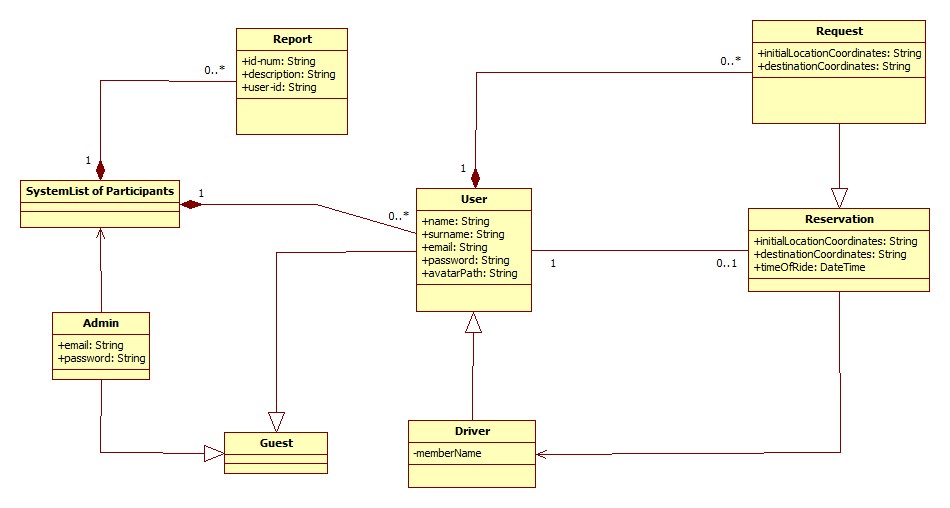 Report
+id-num: String
+description: String
+user-id: String
Request
+initialLocationCoordinates: String
+destinationCoordinates: String
0..*
0..*
1
1
SystemList of Participants
1
0..*
User
+name: String
+surname: String
+email: String
+password: String
+avatarPath: String
1
0..1
Reservation
+initialLocationCoordinates: String
+destinationCoordinates: String
+timeOfRide: DateTime
Admin
+email: String
+password: String
Guest
Driver
-memberName